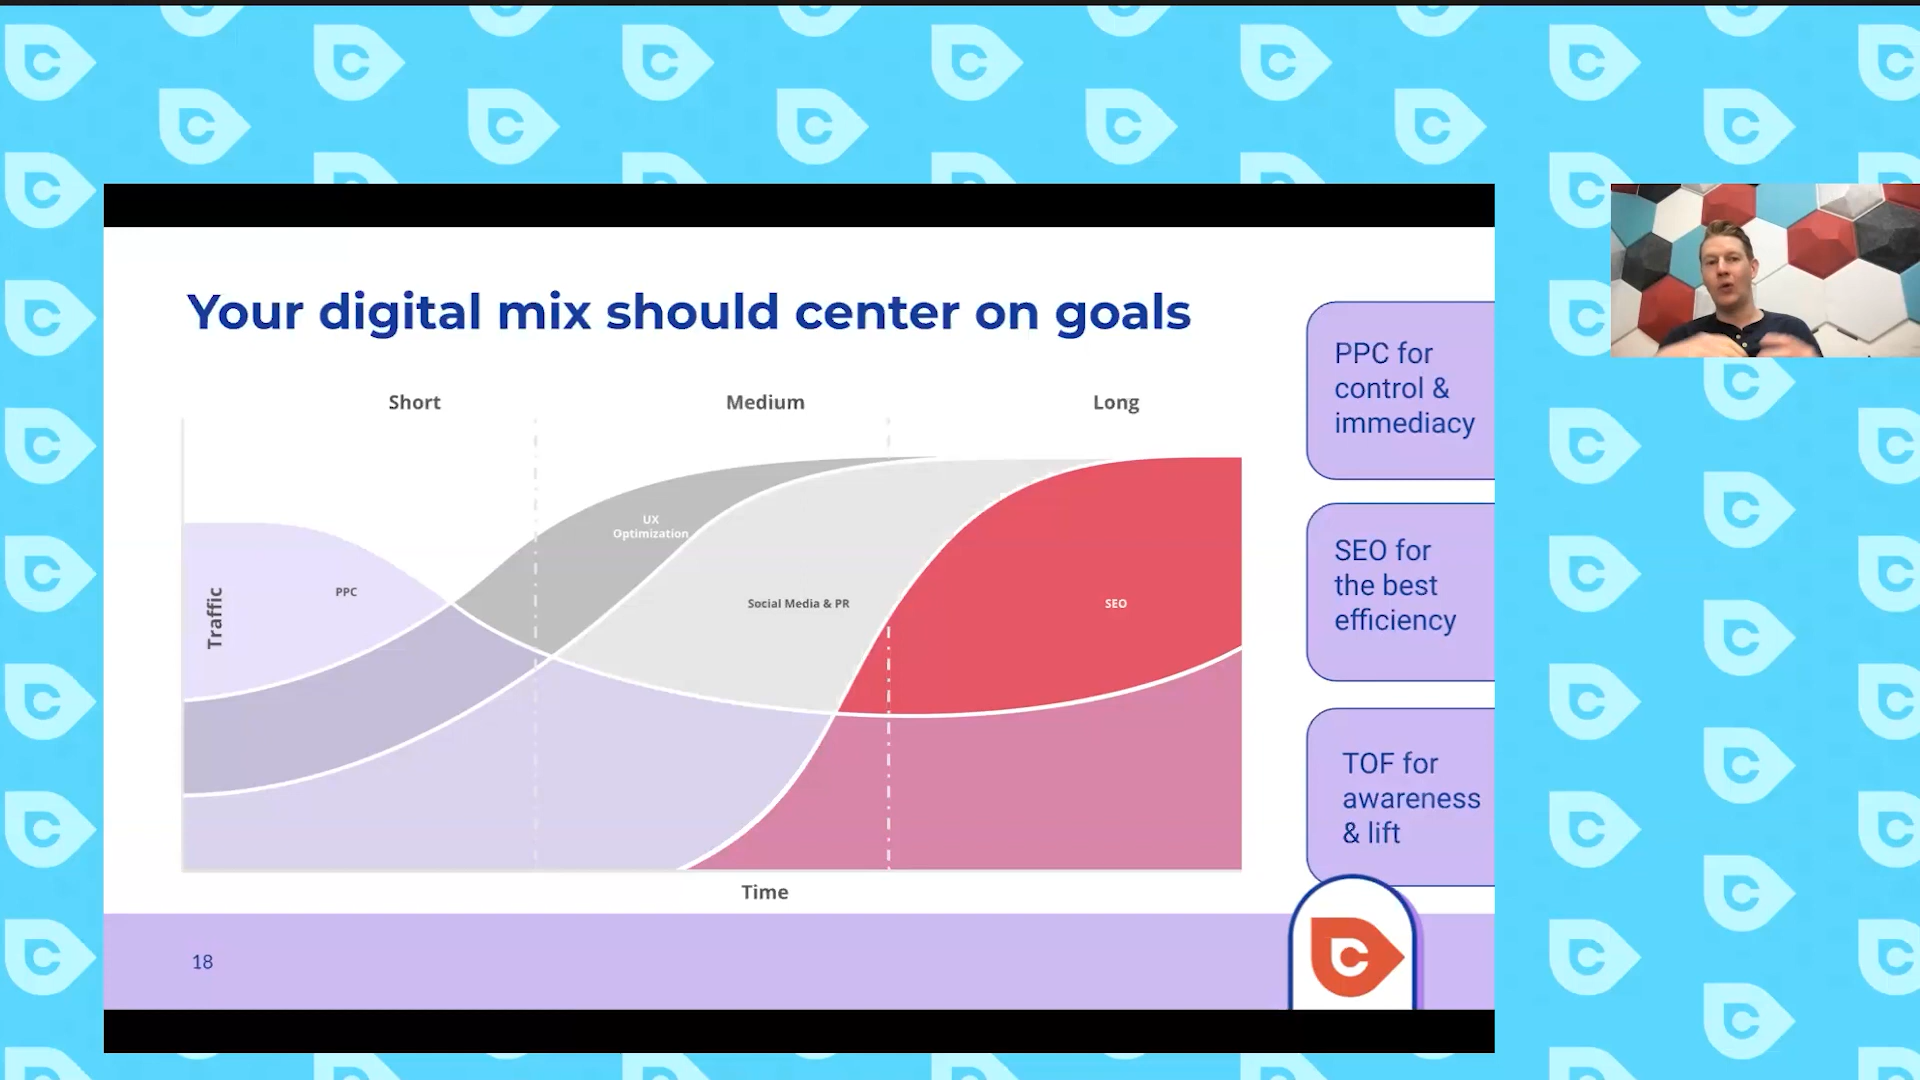 Your digital mix should center on goals
Short
Medium
Long
Traffic
PPC
UX
Optimization
Social Media & PR
SEO
Time
PPC for
control &
immediacy
SEO for
the best
efficiency
TOF for
awareness
& lift
18